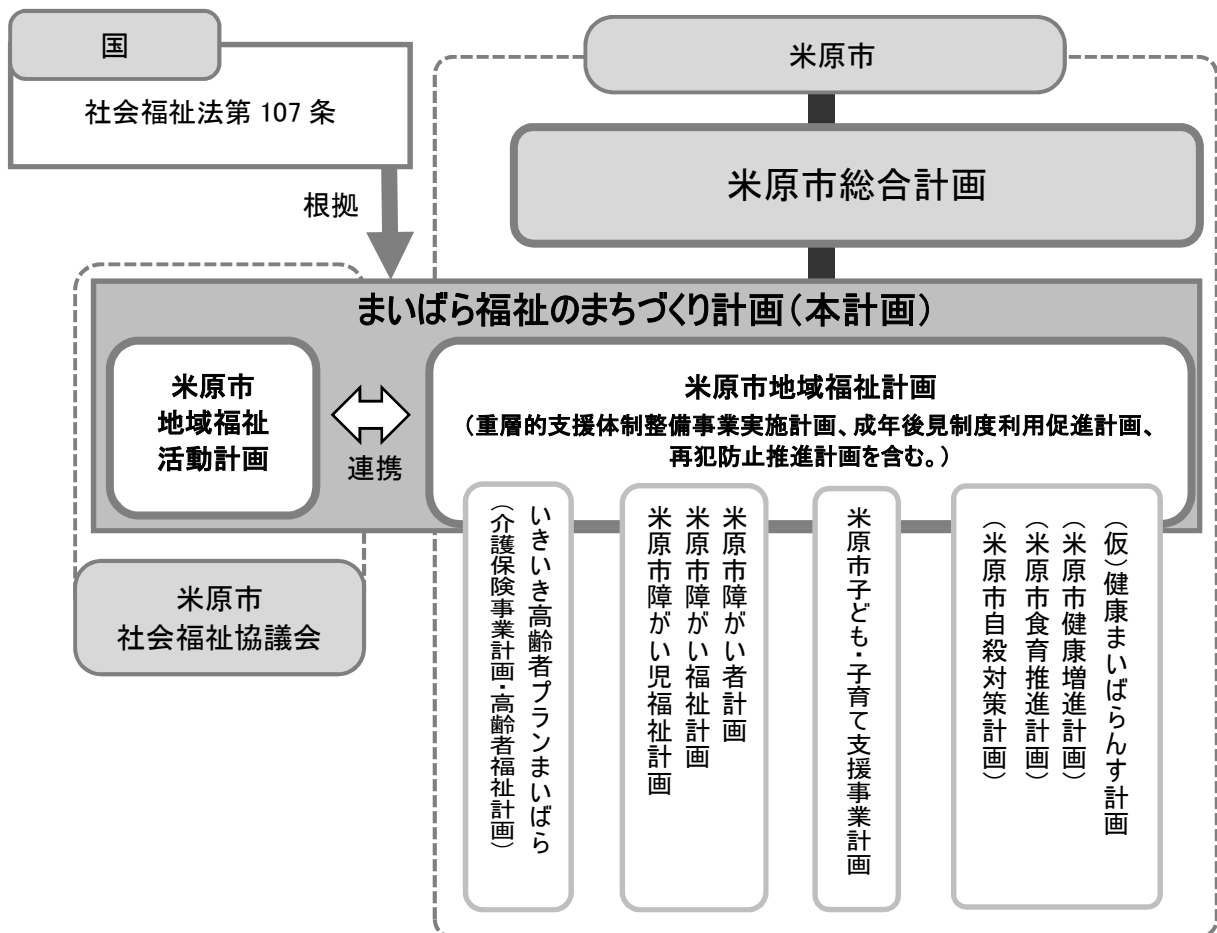 国
社会福祉法第 107 条
根拠
米原市
米原市総合計画
まいばら福祉のまちづくり計画（本計画）
米原市
地域福祉
活動計画
連携
米原市地域福祉計画
（重層的支援体制整備事業実施計画、成年後見制度利用促進計画、
再犯防止推進計画を含む。）
米原市
社会福祉協議会
いきいき高齢者プランまいばら
（介護保険事業計画・高齢者福祉計画）
米原市障がい者計画
米原市障がい福祉計画
米原市障がい児福祉計画
米原市子ども・子育て支援事業計画
（仮）健康まいばらんす計画
（米原市健康増進計画）
（米原市食育推進計画）
（米原市自殺対策計画）